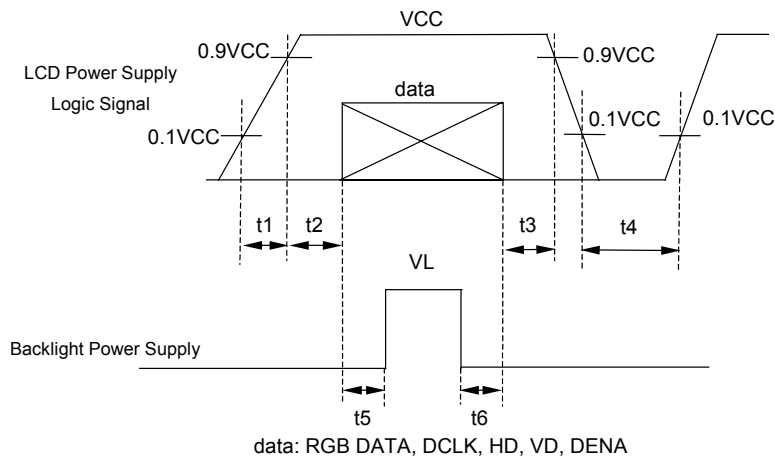 VCC
0.9VCC
0.9VCC
LCD Power Supply
Logic Signal
data
0.1VCC
0.1VCC
0.1VCC
t1
t2
t3
t4
VL
Backlight Power Supply
t5
t6
data: RGB DATA, DCLK, HD, VD, DENA